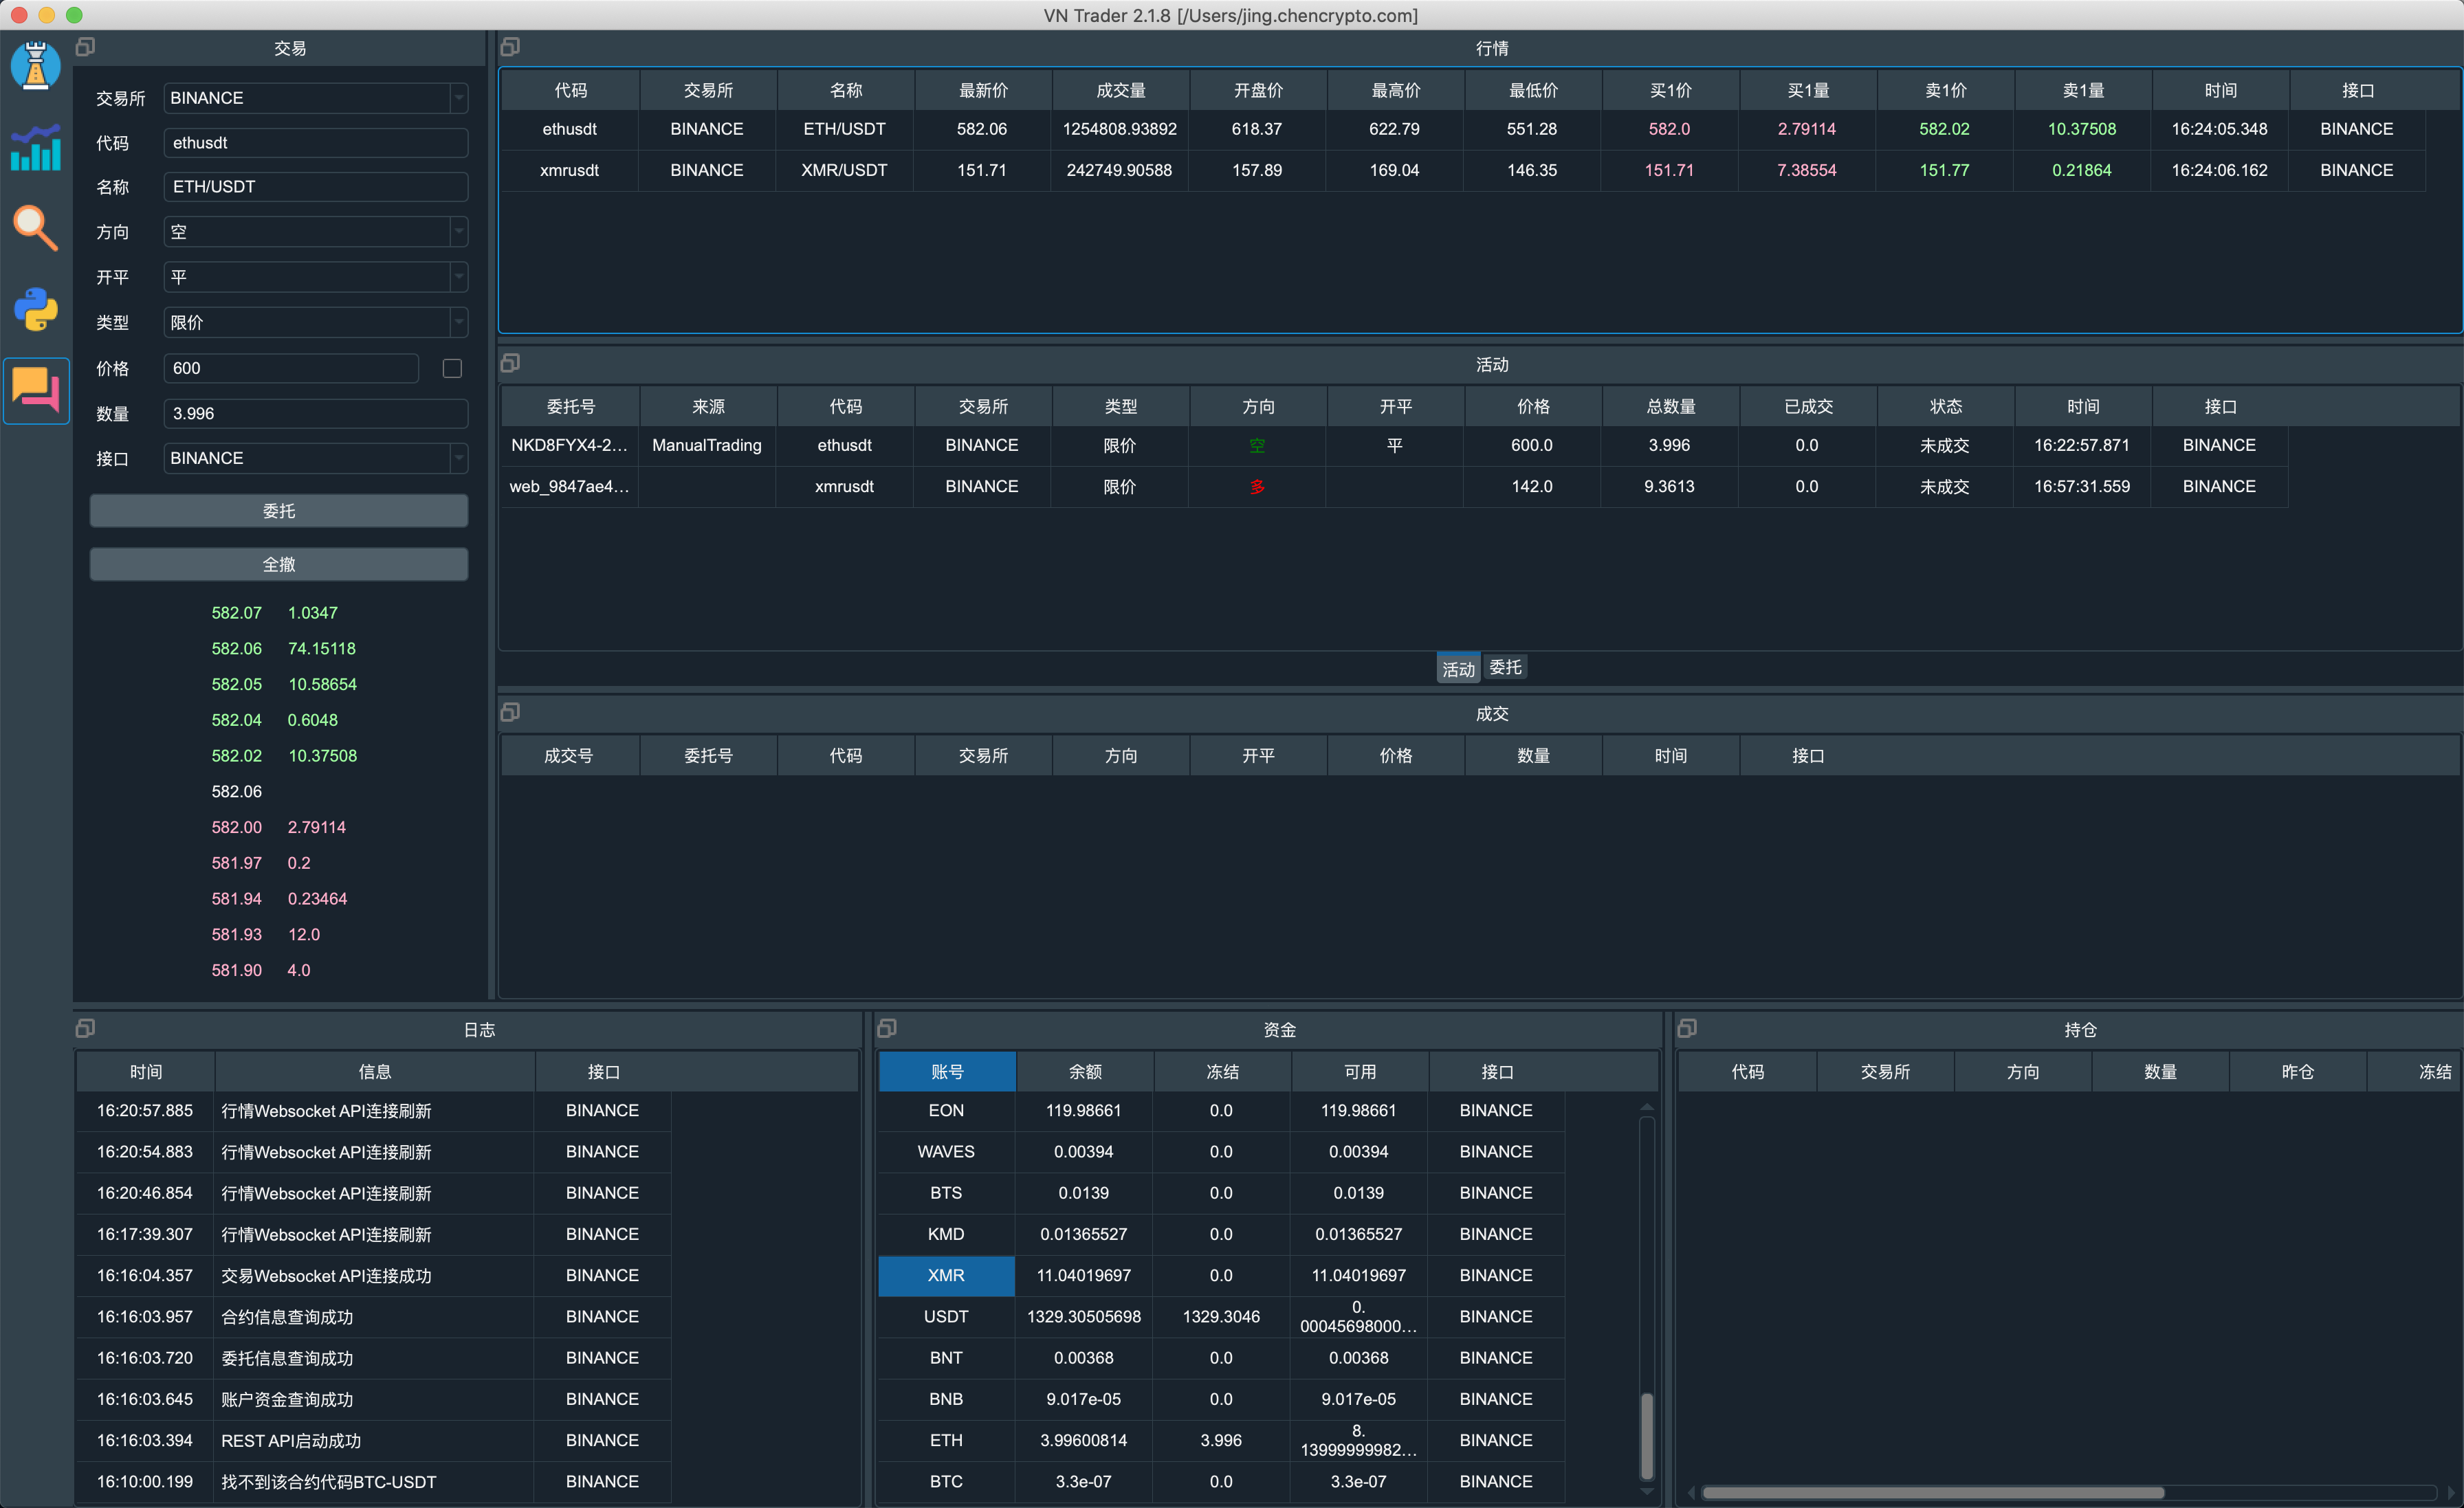 VN Trader 2.1.8 [/Users/jing.chencrypto.com]
交易
交易所 BINANCE
代码 ethusdt
名称 ETH/USDT
方向 空
开平 平
类型 限价
价格 600
数量 3.996
接口 BINANCE
委托
全撤
582.07 1.0347
582.06 74.15118
582.05 10.58654
582.04 0.6048
582.02 10.37508
582.06
582.00 2.79114
581.97 0.2
581.94 0.23464
581.93 12.0
581.90 4.0
行情
代码 交易所 名称 最新价 成交量 开盘价 最高价 最低价 买1价 买1量 卖1价 卖1量 时间 接口
ethusdt BINANCE ETH/USDT 582.06 1254808.93892 618.37 622.79 551.28 582.0 2.79114 582.02 10.37508 16:24:05.348 BINANCE
xmrusdt BINANCE XMR/USDT 151.71 242749.90588 157.89 169.04 146.35 151.71 7.38554 151.77 0.21864 16:24:06.162 BINANCE
活动
委托号 来源 代码 交易所 类型 方向 开平 价格 总数量 已成交 状态 时间 接口
NKD8FYX4-2... ManualTrading ethusdt BINANCE 限价 空 平 600.0 3.996 0.0 未成交 16:22:57.871 BINANCE
web_9847ae4... xmrusdt BINANCE 限价 多 142.0 9.3613 0.0 未成交 16:57:31.559 BINANCE
活动 委托
成交
成交号 委托号 代码 交易所 方向 开平 价格 数量 时间 接口
日志
时间 信息 接口
16:20:57.885 行情Websocket API连接刷新 BINANCE
16:20:54.883 行情Websocket API连接刷新 BINANCE
16:20:46.854 行情Websocket API连接刷新 BINANCE
16:17:39.307 行情Websocket API连接刷新 BINANCE
16:16:04.357 交易Websocket API连接成功 BINANCE
16:16:03.957 合约信息查询成功 BINANCE
16:16:03.720 委托信息查询成功 BINANCE
16:16:03.645 账户资金查询成功 BINANCE
16:16:03.394 REST API启动成功 BINANCE
16:10:00.199 找不到该合约代码BTC-USDT BINANCE
资金
账号 余额 冻结 可用 接口
EON 119.98661 0.0 119.98661 BINANCE
WAVES 0.00394 0.0 0.00394 BINANCE
BTS 0.0139 0.0 0.0139 BINANCE
KMD 0.01365527 0.0 0.01365527 BINANCE
XMR 11.04019697 0.0 11.04019697 BINANCE
USDT 1329.30505698 1329.3046 0.
00045698000... BINANCE
BNT 0.00368 0.0 0.00368 BINANCE
BNB 9.017e-05 0.0 9.017e-05 BINANCE
ETH 3.99600814 3.996 8.
13999999982... BINANCE
BTC 3.3e-07 0.0 3.3e-07 BINANCE
持仓
代码 交易所 方向 数量 昨仓 冻结